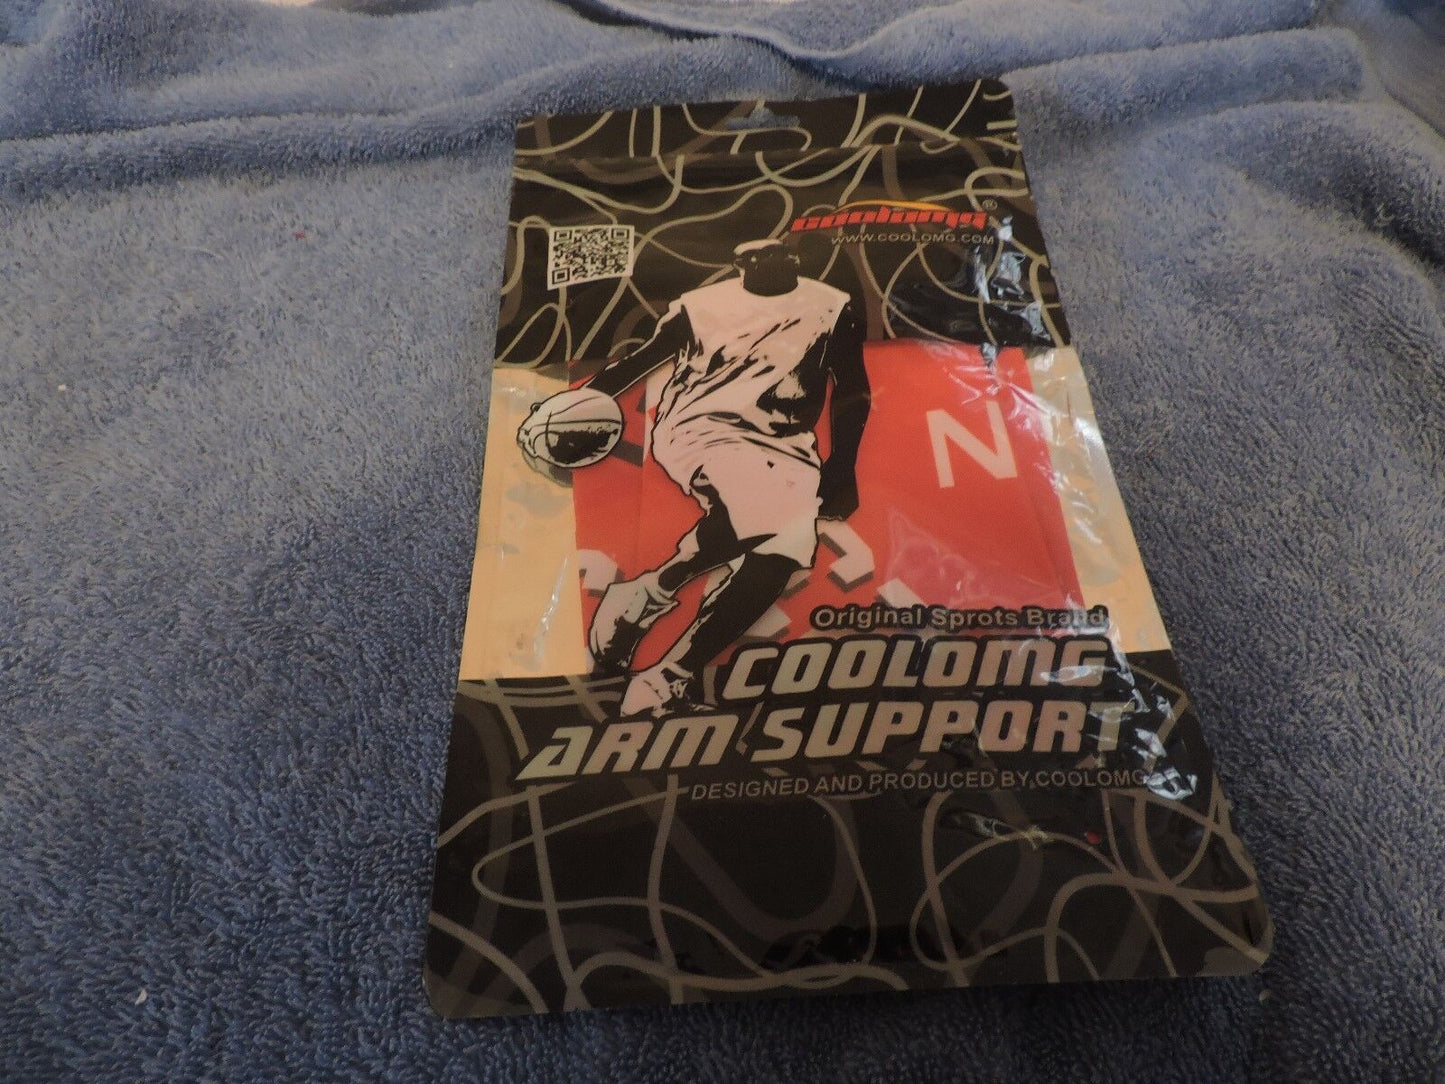 COOLOMG®
WWW.COOLOMG.COM
N
Original Sprots Brand
COOLOMG
ARM SUPPORT
DESIGNED AND PRODUCED BY COOLOMG